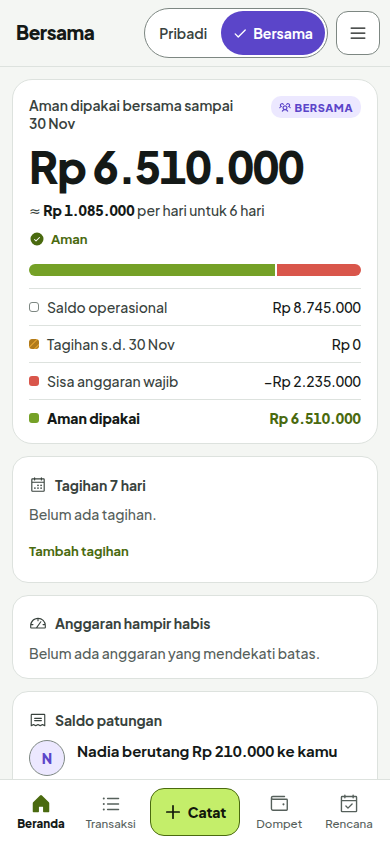 Bersama
Pribadi
Bersama
Aman dipakai bersama sampai
30 Nov
BERSAMA
Rp 6.510.000
≈ Rp 1.085.000 per hari untuk 6 hari
Aman
Saldo operasional Rp 8.745.000
Tagihan s.d. 30 Nov Rp 0
Sisa anggaran wajib −Rp 2.235.000
Aman dipakai Rp 6.510.000
Tagihan 7 hari
Belum ada tagihan.
Tambah tagihan
Anggaran hampir habis
Belum ada anggaran yang mendekati batas.
Saldo patungan
N
Nadia berutang Rp 210.000 ke kamu
Beranda
Transaksi
Catat
Dompet
Rencana